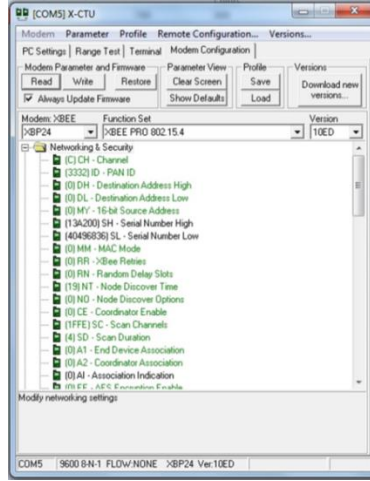 [COM5] X-CTU
Modem Parameter Profile Remote Configuration... Versions...
PC Settings Range Test Terminal Modem Configuration
Modem Parameter and Firmware Parameter View Profile Versions
Read Write Restore Clear Screen Save Download new versions...
Always Update Firmware Show Defaults Load
Modem: XBEE Function Set Version
XBP24 XBEE PRO 802.15.4 10ED
Networking & Security
(C) CH - Channel
(3332) ID - PAN ID
(0) DH - Destination Address High
(0) DL - Destination Address Low
(0) MY - 16-bit Source Address
(13A200) SH - Serial Number High
(40496836) SL - Serial Number Low
(0) MM - MAC Mode
(0) RR - XBee Retries
(0) RN - Random Delay Slots
(19) NT - Node Discover Time
(0) NO - Node Discover Options
(0) CE - Coordinator Enable
(1FFE) SC - Scan Channels
(4) SD - Scan Duration
(0) A1 - End Device Association
(0) A2 - Coordinator Association
(0) AI - Association Indication
(0) EE - AES Encryption Enable
Modify networking settings
COM5 9600 8-N-1 FLOW:NONE XBP24 Ver:10ED